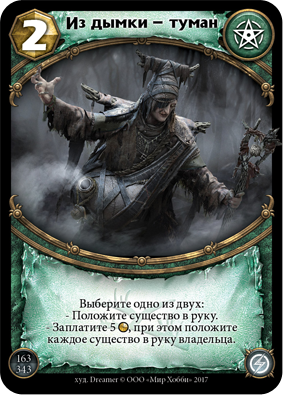 2
Из дымки – туман
Выберите одно из двух:
- Положите существо в руку.
- Заплатите 5 , при этом положите
каждое существо в руку владельца.
163
343
худ. Dreamer © ООО «Мир Хобби» 2017